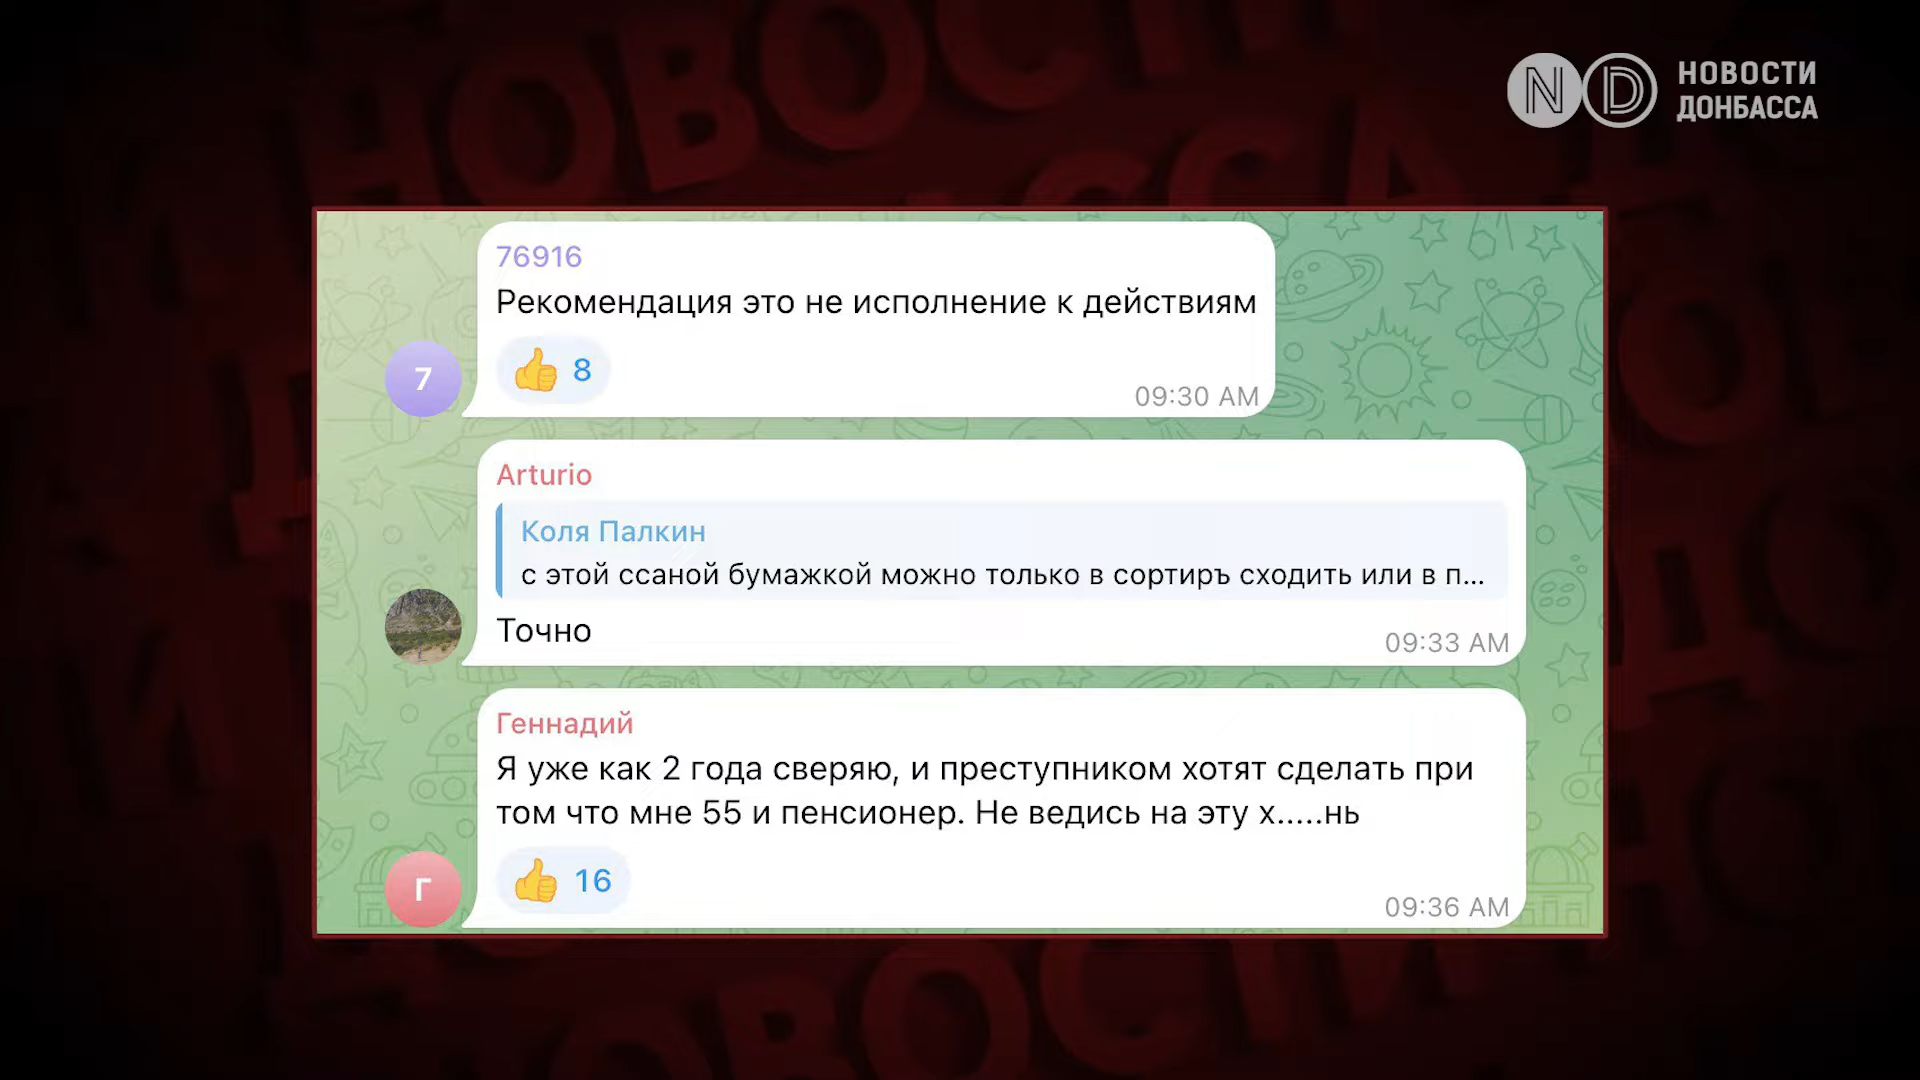 НОВОСТИ
ДОНБАССА
76916
Рекомендация это не исполнение к действиям
👍 8
7
09:30 AM
Arturio
Коля Палкин
с этой ссаной бумажкой можно только в сортиръ сходить или в п...
Точно
09:33 AM
Геннадий
Я уже как 2 года сверяю, и преступником хотят сделать при
том что мне 55 и пенсионер. Не ведись на эту х.....нь
👍 16
Г
09:36 AM